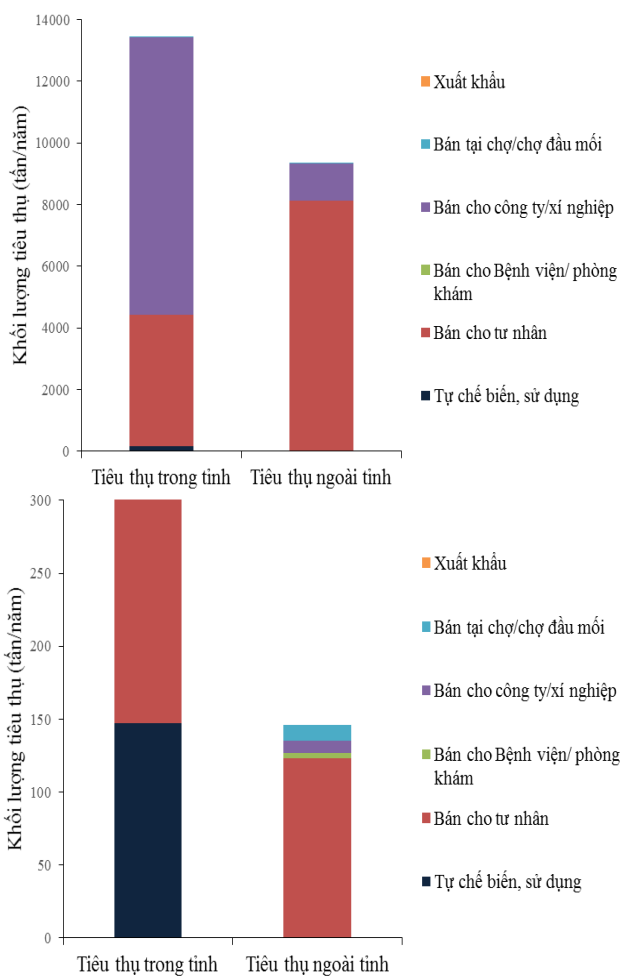 14000
12000
10000
8000
6000
4000
2000
0
Khối lượng tiêu thụ (tấn/năm)
Tiêu thụ trong tỉnh
Tiêu thụ ngoài tỉnh
Xuất khẩu
Bán tại chợ/chợ đầu mối
Bán cho công ty/xí nghiệp
Bán cho Bệnh viện/ phòng
khám
Bán cho tư nhân
Tự chế biến, sử dụng
300
250
200
150
100
50
0
Khối lượng tiêu thụ (tấn/năm)
Tiêu thụ trong tỉnh
Tiêu thụ ngoài tỉnh
Xuất khẩu
Bán tại chợ/chợ đầu mối
Bán cho công ty/xí nghiệp
Bán cho Bệnh viện/ phòng
khám
Bán cho tư nhân
Tự chế biến, sử dụng